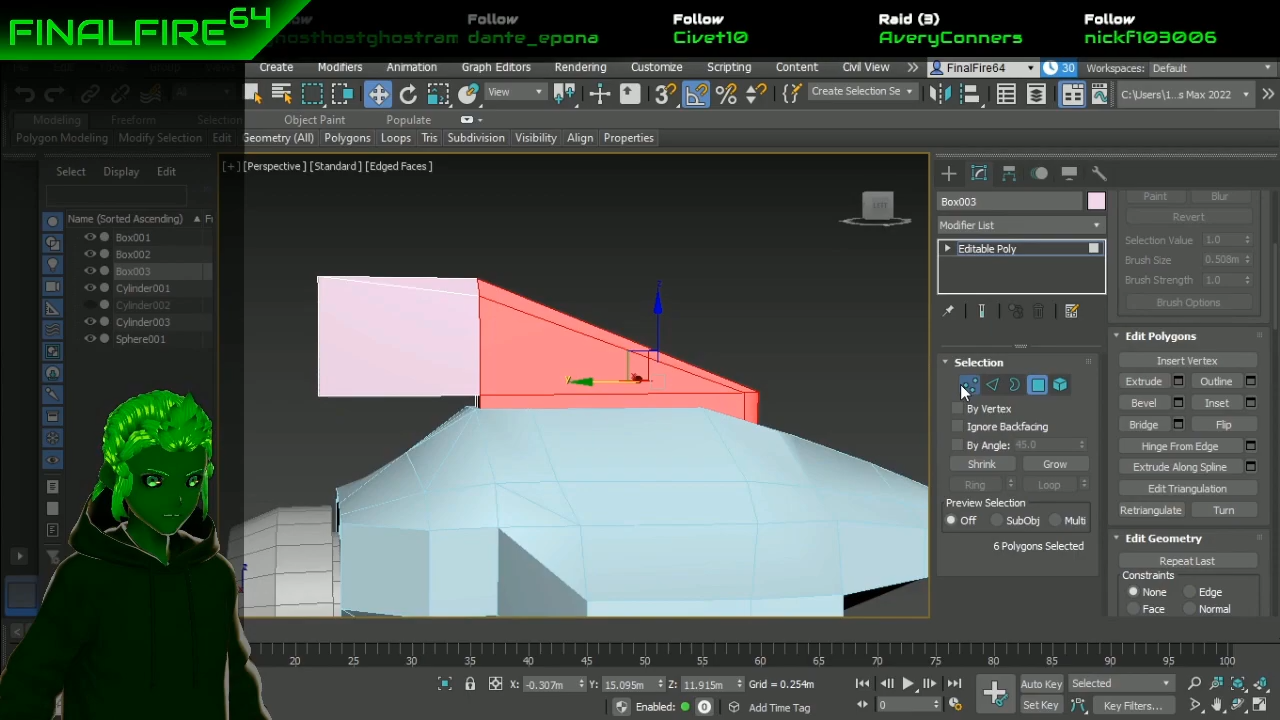 FINALFIRE64
Follow
dante_epona
Follow
Civet10
Raid (3)
AveryConners
Follow
nickf103006
Create
Modifiers
Animation
Graph Editors
Rendering
Customize
Scripting
Content
Civil View
FinalFire64
30
Workspaces: Default
All
View
Create Selection Se
C:\Users\1...s Max 2022
Modeling
Freeform
Selection
Object Paint
Populate
Polygon Modeling
Modify Selection
Edit
Geometry (All)
Polygons
Loops
Tris
Subdivision
Visibility
Align
Properties
Select
Display
Edit
Name (Sorted Ascending)
Box001
Box002
Box003
Cylinder001
Cylinder002
Cylinder003
Sphere001
[+] [Perspective] [Standard] [Edged Faces]
Box003
Modifier List
Editable Poly
Selection
By Vertex
Ignore Backfacing
By Angle: 45.0
Shrink
Grow
Ring
Loop
Preview Selection
Off
SubObj
Multi
6 Polygons Selected
Paint
Blur
Revert
Selection Value 1.0
Brush Size 0.508m
Brush Strength 1.0
Brush Options
Edit Polygons
Insert Vertex
Extrude
Outline
Bevel
Inset
Bridge
Flip
Hinge From Edge
Extrude Along Spline
Edit Triangulation
Retriangulate
Turn
Edit Geometry
Repeat Last
Constraints
None
Edge
Face
Normal
20 25 30 35 40 45 50 55 60 65 70 75 80 85 90 95 100
X: -0.307m
Y: 15.095m
Z: 11.915m
Grid = 0.254m
Auto Key
Selected
Enabled:
0
Add Time Tag
0
Set Key
Key Filters...